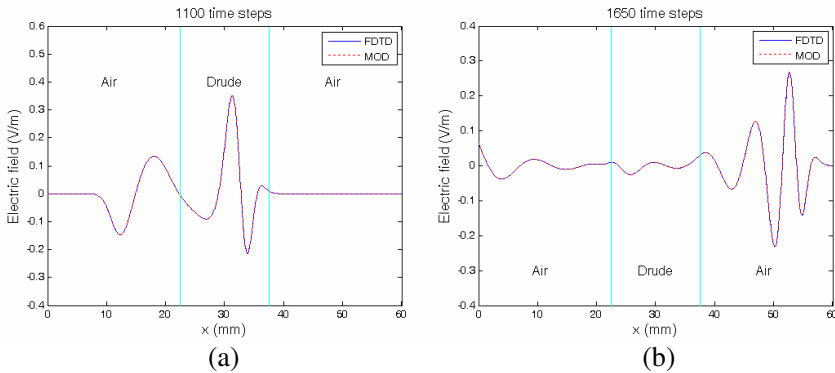 1100 time steps
Electric field (V/m)
0.6
0.5
0.4
0.3
0.2
0.1
0
-0.1
-0.2
-0.3
-0.4
FDTD
MOD
Air
Drude
Air
0
10
20
30
40
50
60
x (mm)
(a)
1650 time steps
Electric field (V/m)
0.4
0.3
0.2
0.1
0
-0.1
-0.2
-0.3
-0.4
FDTD
MOD
Air
Drude
Air
0
10
20
30
40
50
60
x (mm)
(b)